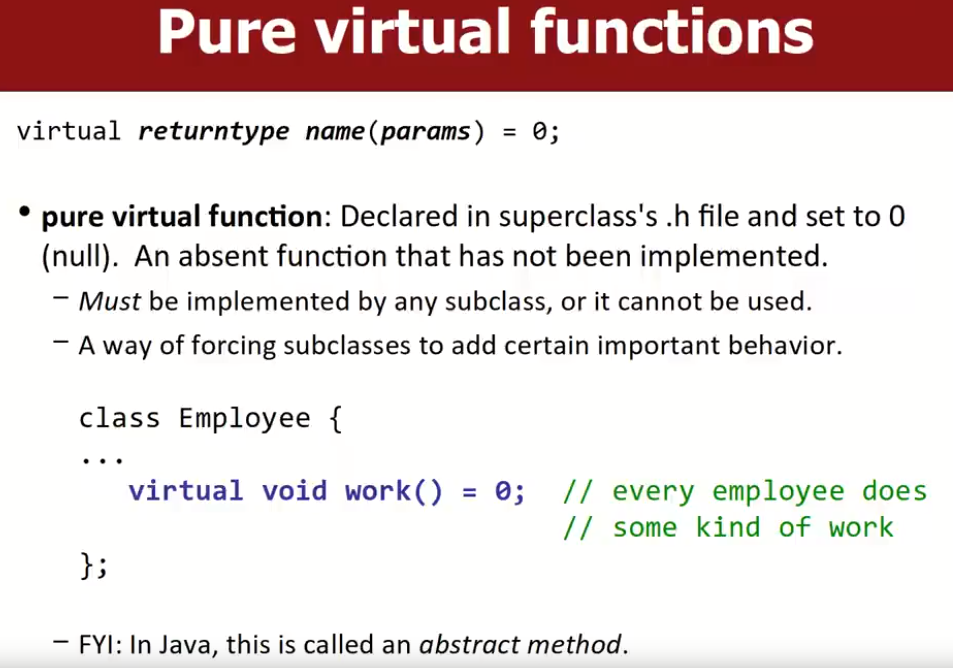 Pure virtual functions
virtual returntype name(params) = 0;
• pure virtual function: Declared in superclass's .h file and set to 0
(null). An absent function that has not been implemented.
– Must be implemented by any subclass, or it cannot be used.
– A way of forcing subclasses to add certain important behavior.
class Employee {
...
virtual void work() = 0; // every employee does
// some kind of work
};
– FYI: In Java, this is called an abstract method.